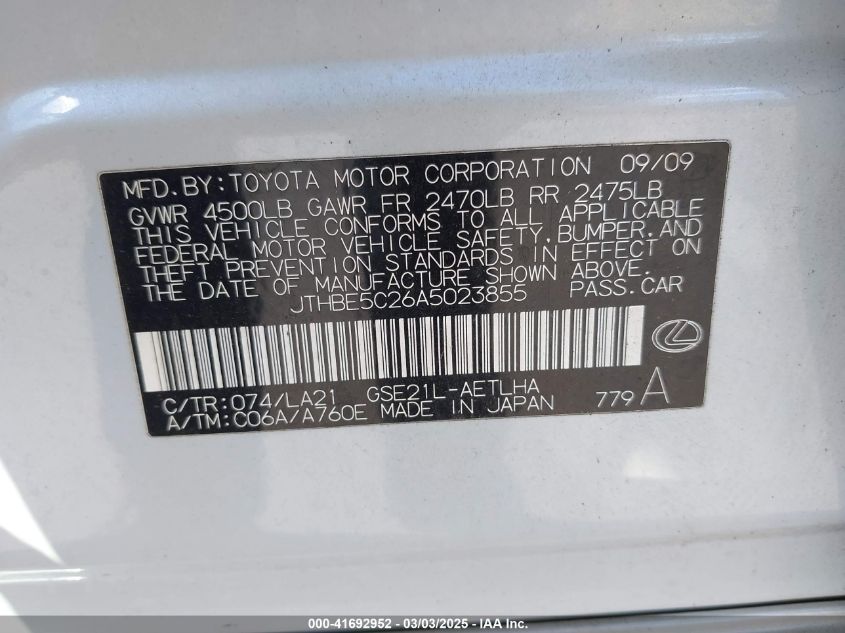 MFD. BY: TOYOTA MOTOR CORPORATION 09/09
GVWR 4500LB GAWR FR 2470LB RR 2475LB
THIS VEHICLE CONFORMS TO ALL APPLICABLE
FEDERAL MOTOR VEHICLE SAFETY, BUMPER, AND
THEFT PREVENTION STANDARDS IN EFFECT ON
THE DATE OF MANUFACTURE SHOWN ABOVE.
JTHBE5C26A5023855 PASS. CAR
C/TR: 074/LA21 GSE21L-AETLHA
A/TM: C06A/A760E MADE IN JAPAN 779 A
000-41692952 - 03/03/2025 - IAA Inc.